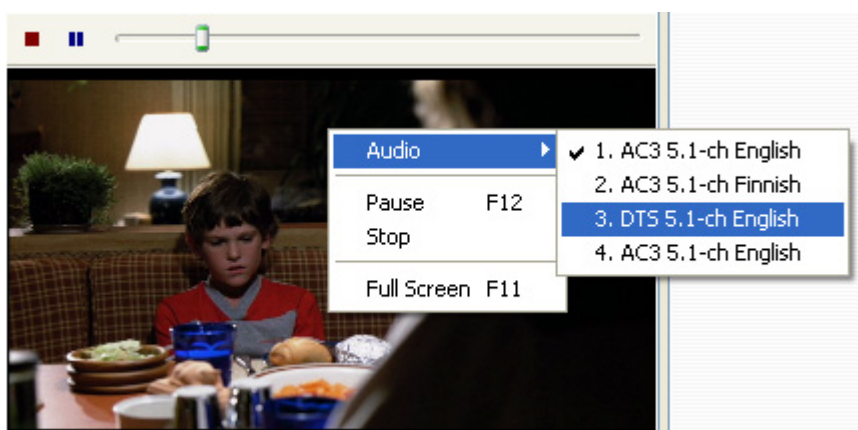 Audio
Pause F12
Stop
Full Screen F11
✔ 1. AC3 5.1-ch English
2. AC3 5.1-ch Finnish
3. DTS 5.1-ch English
4. AC3 5.1-ch English